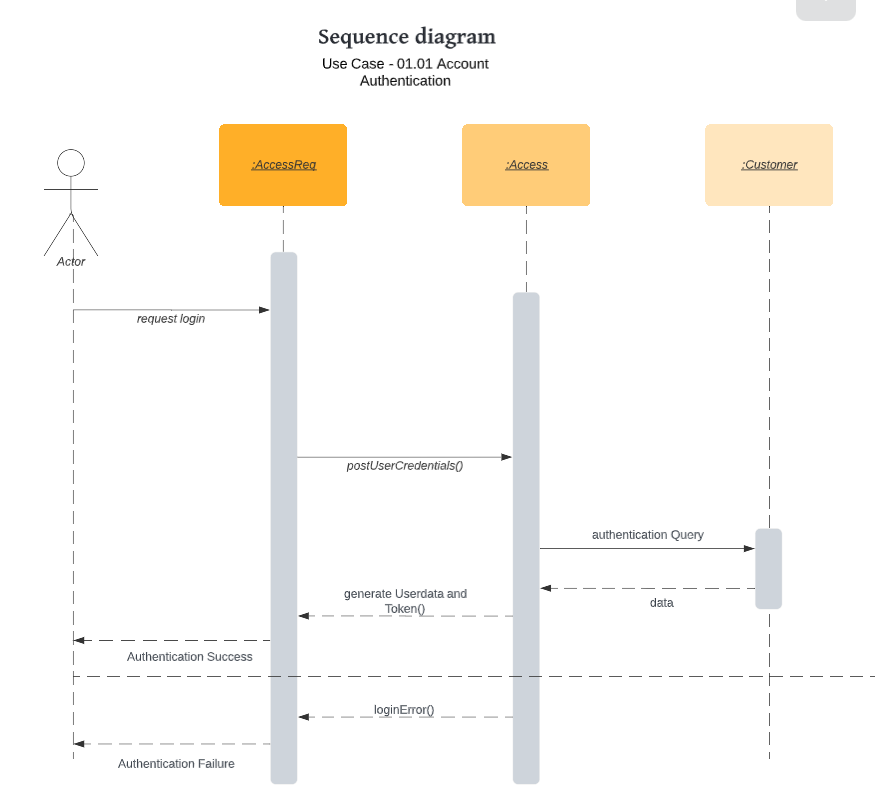 Sequence diagram
Use Case - 01.01 Account
Authentication
:AccessReq
:Access
:Customer
Actor
request login
postUserCredentials()
authentication Query
generate Userdata and
Token()
data
Authentication Success
loginError()
Authentication Failure